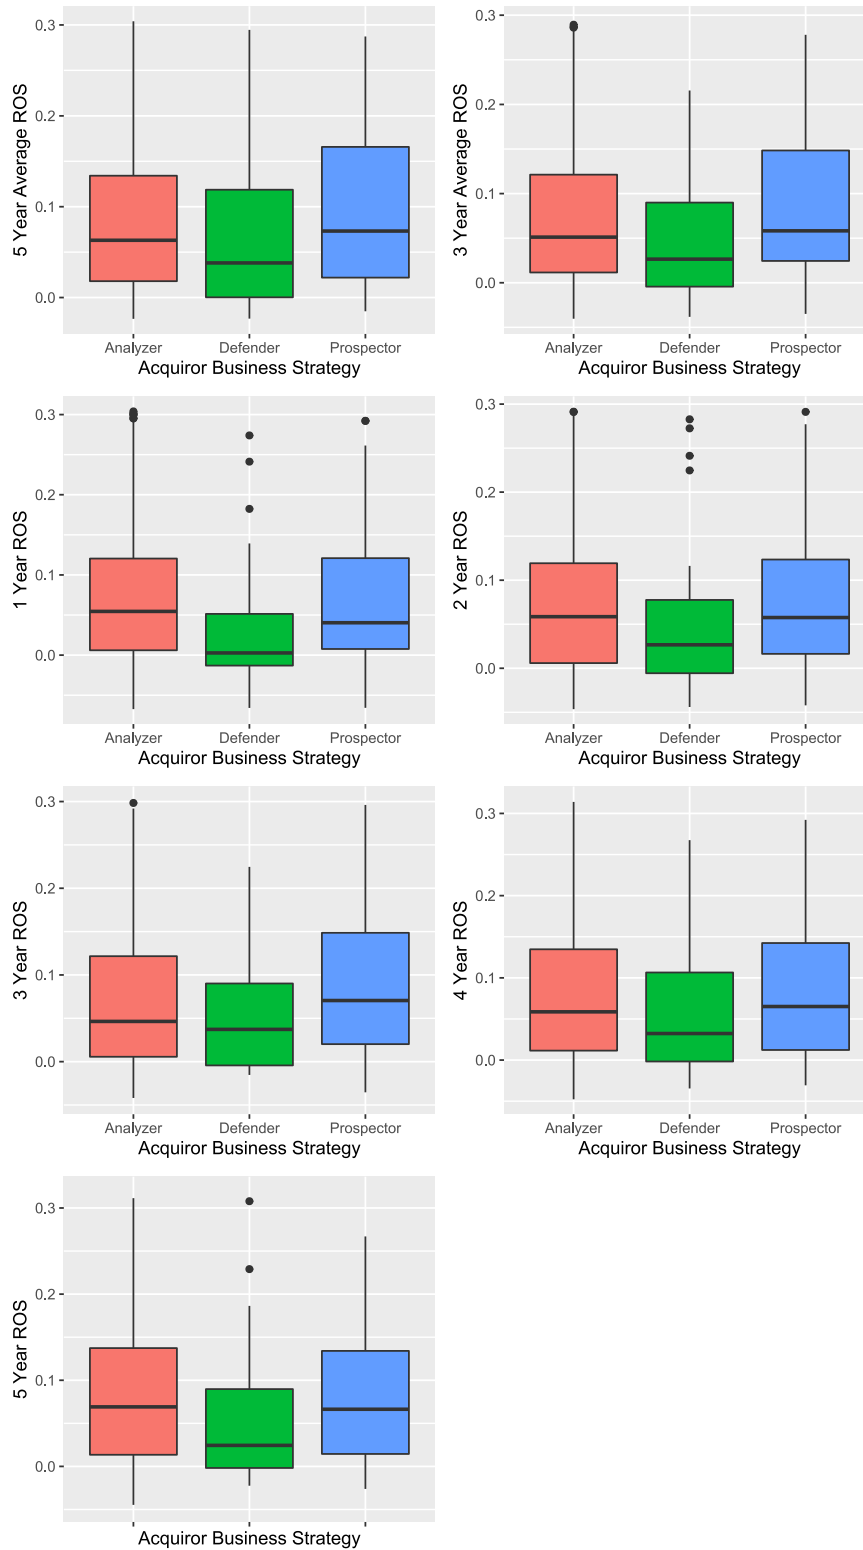 5 Year Average ROS
0.3
0.2
0.1
0.0
Analyzer Defender Prospector
Acquiror Business Strategy
3 Year Average ROS
0.3
0.2
0.1
0.0
Analyzer Defender Prospector
Acquiror Business Strategy
1 Year ROS
0.3
0.2
0.1
0.0
Analyzer Defender Prospector
Acquiror Business Strategy
2 Year ROS
0.3
0.2
0.1
0.0
Analyzer Defender Prospector
Acquiror Business Strategy
3 Year ROS
0.3
0.2
0.1
0.0
Analyzer Defender Prospector
Acquiror Business Strategy
4 Year ROS
0.3
0.2
0.1
0.0
Analyzer Defender Prospector
Acquiror Business Strategy
5 Year ROS
0.3
0.2
0.1
0.0
Acquiror Business Strategy